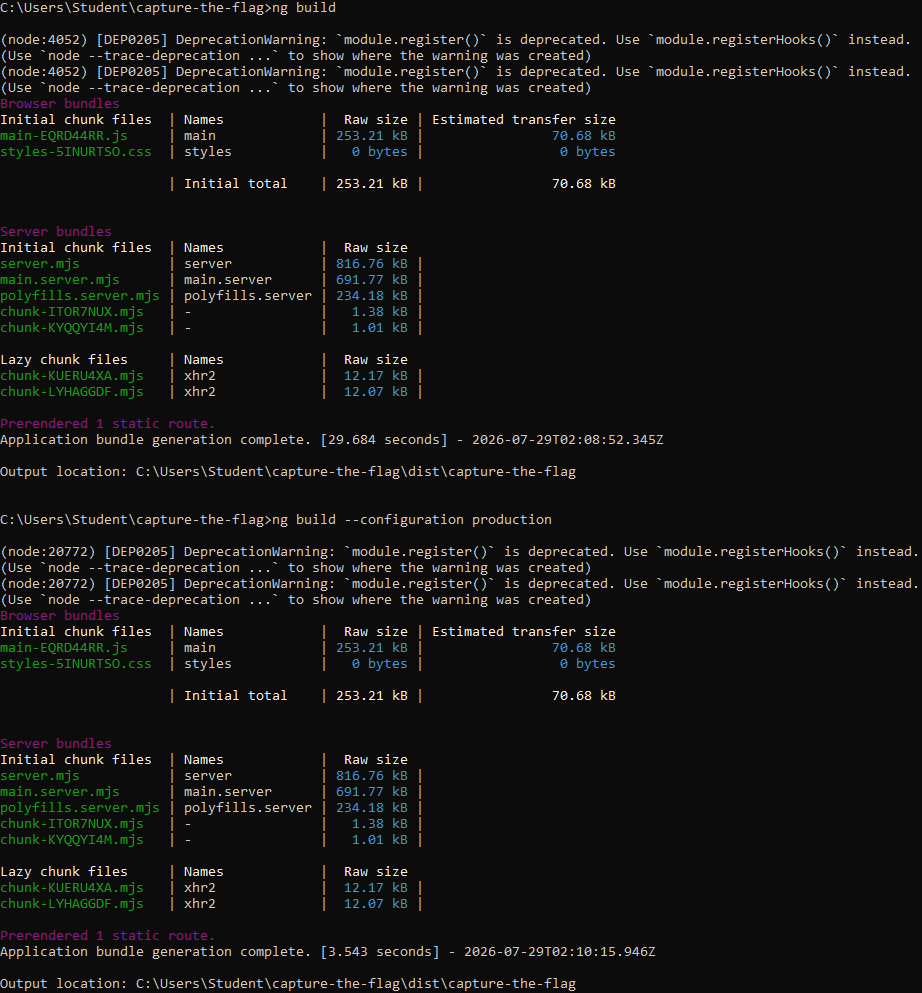 C:\Users\Student\capture-the-flag>ng build
(node:4052) [DEP0205] DeprecationWarning: `module.register()` is deprecated. Use `module.registerHooks()` instead.
(Use `node --trace-deprecation ...` to show where the warning was created)
(node:4052) [DEP0205] DeprecationWarning: `module.register()` is deprecated. Use `module.registerHooks()` instead.
(Use `node --trace-deprecation ...` to show where the warning was created)
Browser bundles
Initial chunk files  | Names            |  Raw size | Estimated transfer size
main-EQRD44RR.js     | main             | 253.21 kB |                70.68 kB
styles-5INURTSO.css  | styles           |   0 bytes |                 0 bytes
                     | Initial total    | 253.21 kB |                70.68 kB
Server bundles
Initial chunk files  | Names            |  Raw size
server.mjs           | server           | 816.76 kB |
main.server.mjs      | main.server      | 691.77 kB |
polyfills.server.mjs | polyfills.server | 234.18 kB |
chunk-ITOR7NUX.mjs   | -                |   1.38 kB |
chunk-KYQQYI4M.mjs   | -                |   1.01 kB |
Lazy chunk files     | Names            |  Raw size
chunk-KUERU4XA.mjs   | xhr2             |  12.17 kB |
chunk-LYHAGGDF.mjs   | xhr2             |  12.07 kB |
Prerendered 1 static route.
Application bundle generation complete. [29.684 seconds] - 2026-07-29T02:08:52.345Z
Output location: C:\Users\Student\capture-the-flag\dist\capture-the-flag
C:\Users\Student\capture-the-flag>ng build --configuration production
(node:20772) [DEP0205] DeprecationWarning: `module.register()` is deprecated. Use `module.registerHooks()` instead.
(Use `node --trace-deprecation ...` to show where the warning was created)
(node:20772) [DEP0205] DeprecationWarning: `module.register()` is deprecated. Use `module.registerHooks()` instead.
(Use `node --trace-deprecation ...` to show where the warning was created)
Browser bundles
Initial chunk files  | Names            |  Raw size | Estimated transfer size
main-EQRD44RR.js     | main             | 253.21 kB |                70.68 kB
styles-5INURTSO.css  | styles           |   0 bytes |                 0 bytes
                     | Initial total    | 253.21 kB |                70.68 kB
Server bundles
Initial chunk files  | Names            |  Raw size
server.mjs           | server           | 816.76 kB |
main.server.mjs      | main.server      | 691.77 kB |
polyfills.server.mjs | polyfills.server | 234.18 kB |
chunk-ITOR7NUX.mjs   | -                |   1.38 kB |
chunk-KYQQYI4M.mjs   | -                |   1.01 kB |
Lazy chunk files     | Names            |  Raw size
chunk-KUERU4XA.mjs   | xhr2             |  12.17 kB |
chunk-LYHAGGDF.mjs   | xhr2             |  12.07 kB |
Prerendered 1 static route.
Application bundle generation complete. [3.543 seconds] - 2026-07-29T02:10:15.946Z
Output location: C:\Users\Student\capture-the-flag\dist\capture-the-flag